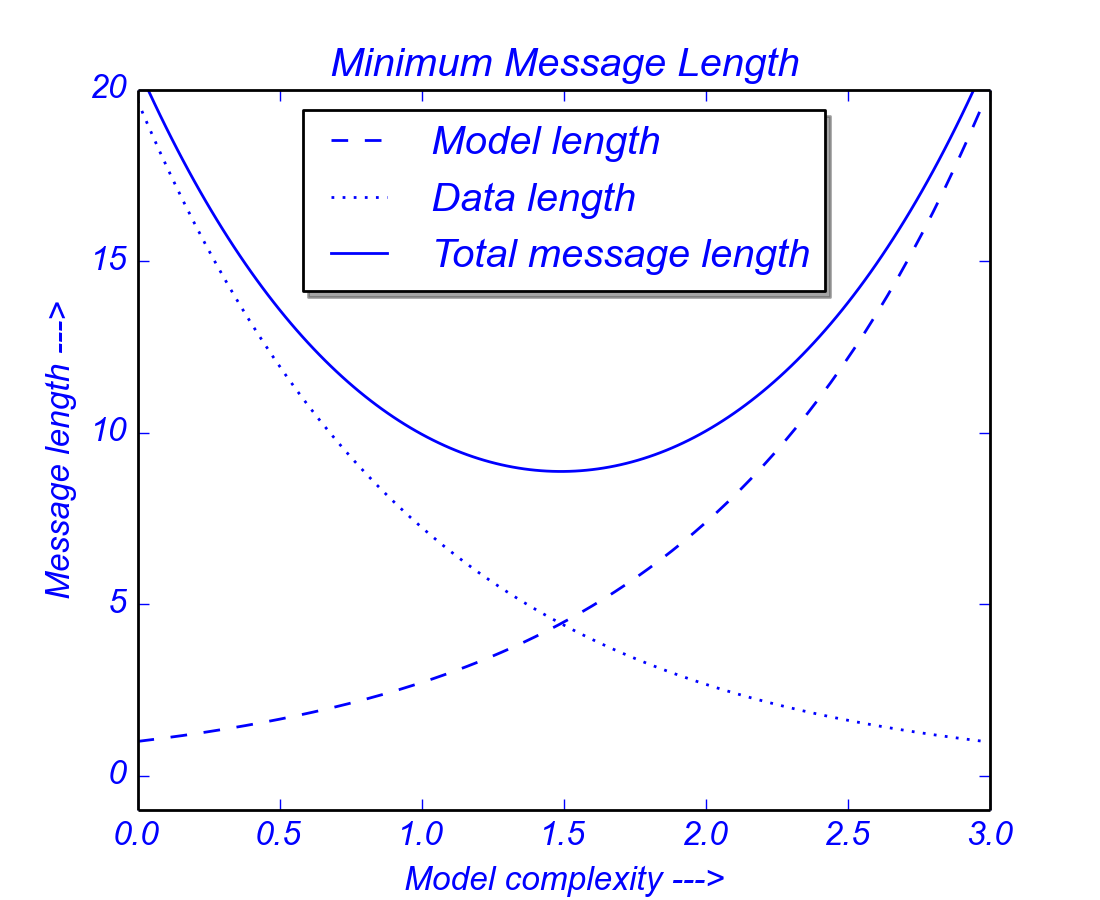 Minimum Message Length
20
15
10
5
0
Message length --->
Model length
Data length
Total message length
0.0 0.5 1.0 1.5 2.0 2.5 3.0
Model complexity --->